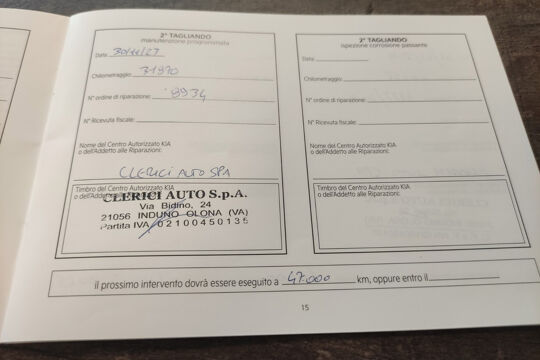 2° TAGLIANDO
manutenzione programmata
Data 30/11/23
Chilometraggio: 31970
N° ordine di riparazione: 8934
N° Ricevuta fiscale:
Nome del Centro Autorizzato KIA
o dell'Addetto alle Riparazioni:
CLERICI AUTO SPA
Timbro del Centro Autorizzato KIA
o dell'Addetto alle Riparazioni:
CLERICI AUTO S.p.A.
Via Bidino, 24
21056 INDUNO OLONA (VA)
Partita IVA 02100450135
2° TAGLIANDO
ispezione corrosione passante
Data:
Chilometraggio:
N° ordine di riparazione:
N° Ricevuta fiscale:
Nome del Centro Autorizzato KIA
o dell'Addetto alle Riparazioni:
Timbro del Centro Autorizzato KIA
o dell'Addetto alle Riparazioni:
il prossimo intervento dovrà essere eseguito a 47.000 km, oppure entro il
15